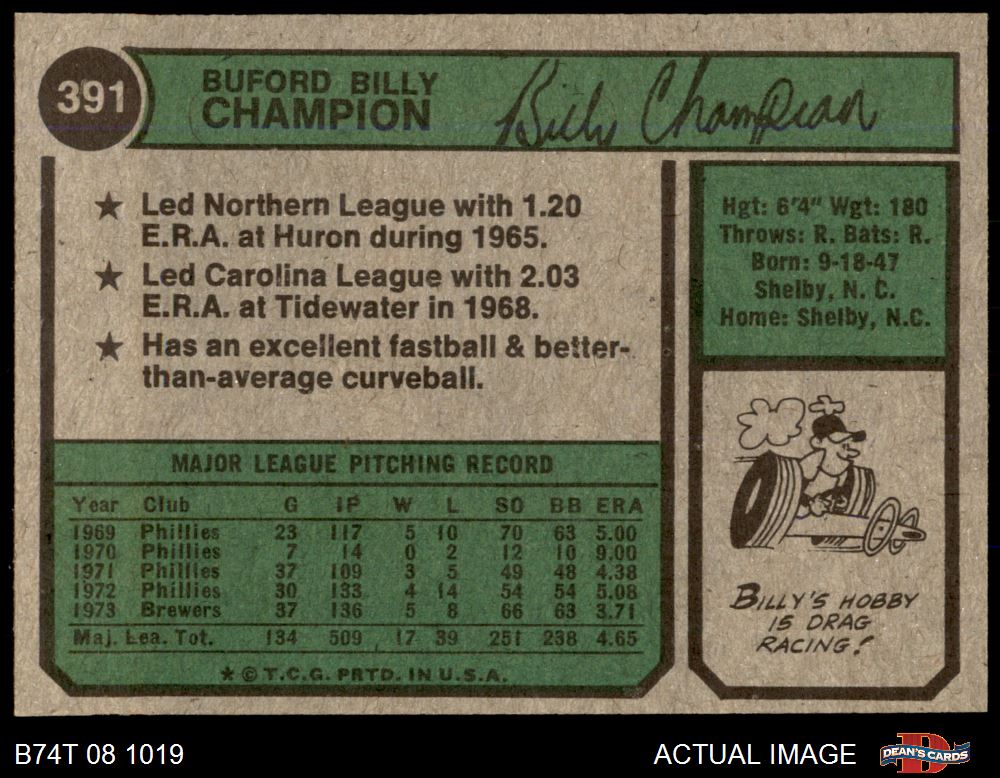 391
BUFORD BILLY
CHAMPION
Billy Champion
★ Led Northern League with 1.20
E.R.A. at Huron during 1965.
★ Led Carolina League with 2.03
E.R.A. at Tidewater in 1968.
★ Has an excellent fastball & better-
than-average curveball.
Hgt: 6'4" Wgt: 180
Throws: R. Bats: R.
Born: 9-18-47
Shelby, N. C.
Home: Shelby, N.C.
MAJOR LEAGUE PITCHING RECORD
Year Club G IP W L SO BB ERA
1969 Phillies 23 117 5 10 70 63 5.00
1970 Phillies 7 14 0 2 12 10 9.00
1971 Phillies 37 109 3 5 49 48 4.38
1972 Phillies 30 133 4 14 54 54 5.08
1973 Brewers 37 136 5 8 66 63 3.71
Maj. Lea. Tot. 134 509 17 39 251 238 4.65
★ © T.C.G. PRTD. IN U.S.A.
BILLY'S HOBBY
IS DRAG
RACING!
B74T 08 1019
ACTUAL IMAGE
D
DEAN'S CARDS